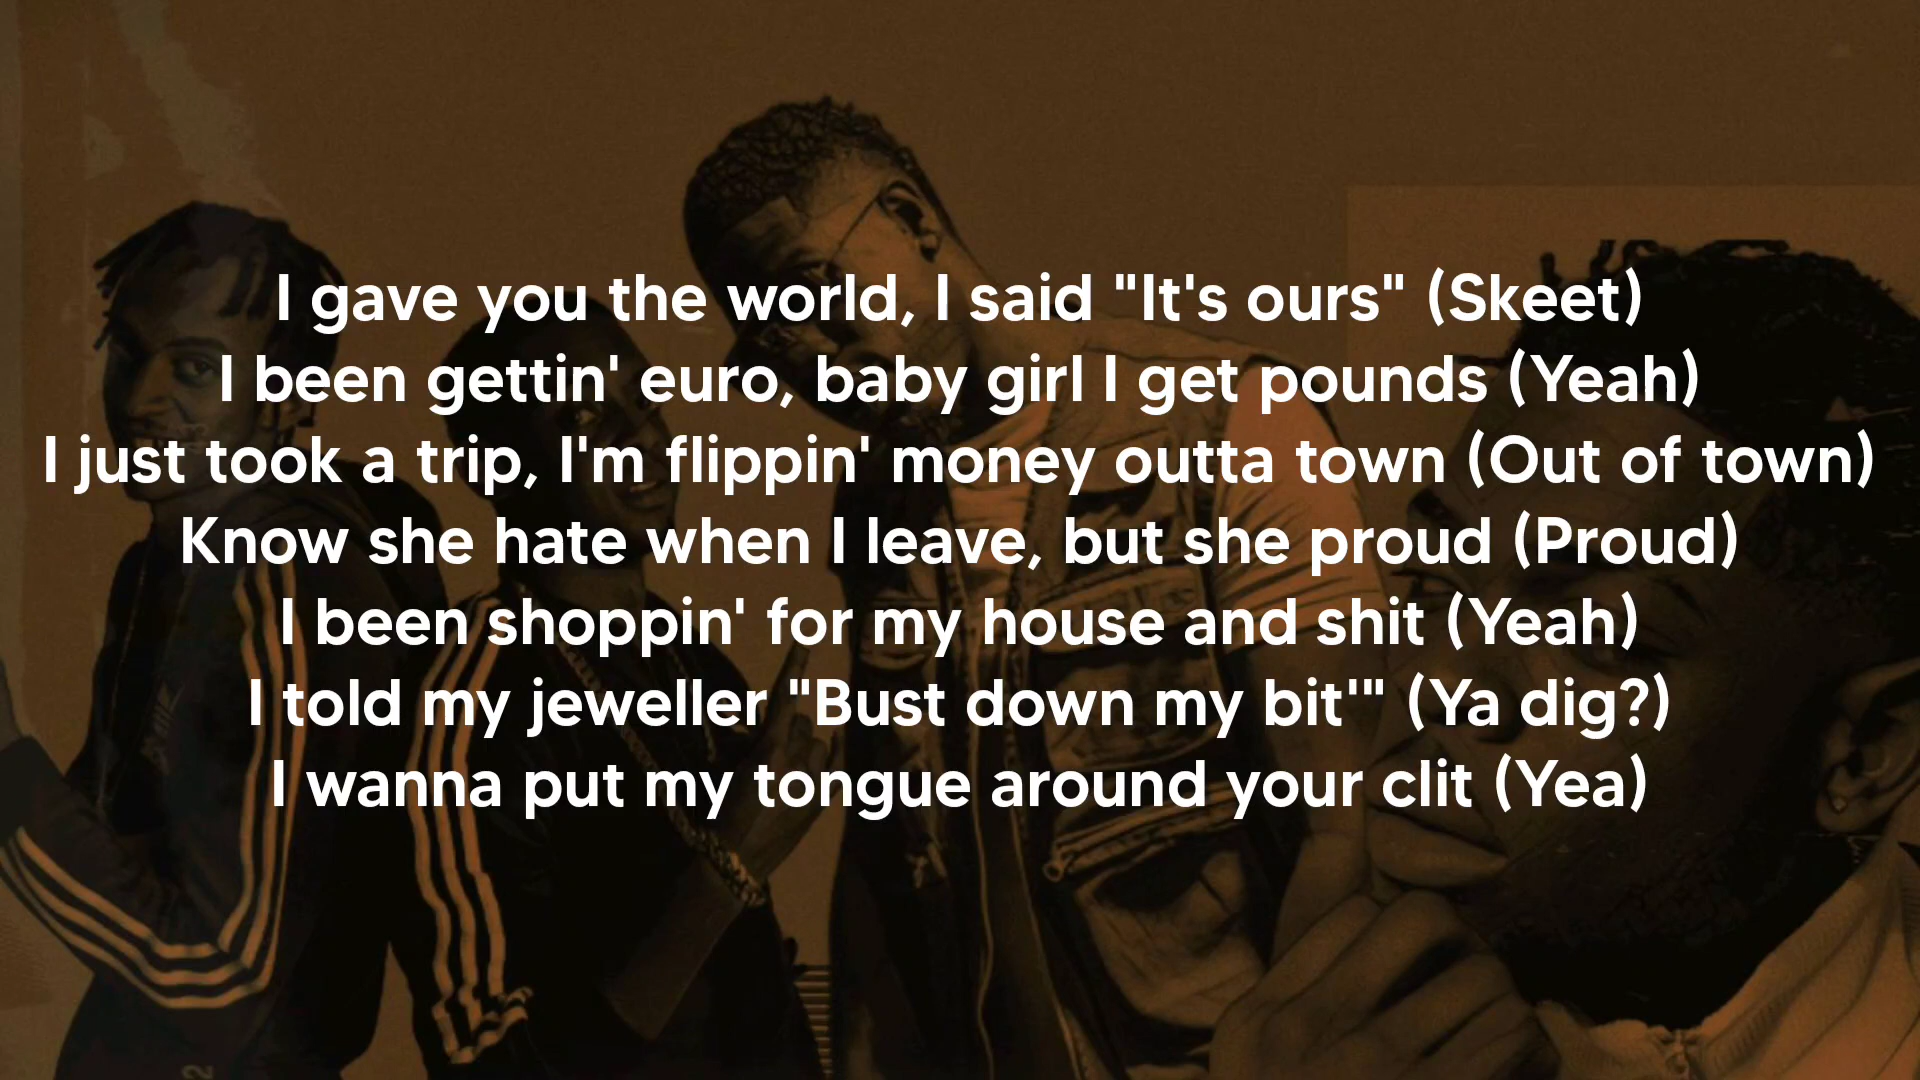 I gave you the world, I said "It's ours" (Skeet)
I been gettin' euro, baby girl I get pounds (Yeah)
I just took a trip, I'm flippin' money outta town (Out of town)
Know she hate when I leave, but she proud (Proud)
I been shoppin' for my house and shit (Yeah)
I told my jeweller "Bust down my bit'" (Ya dig?)
I wanna put my tongue around your clit (Yea)
2